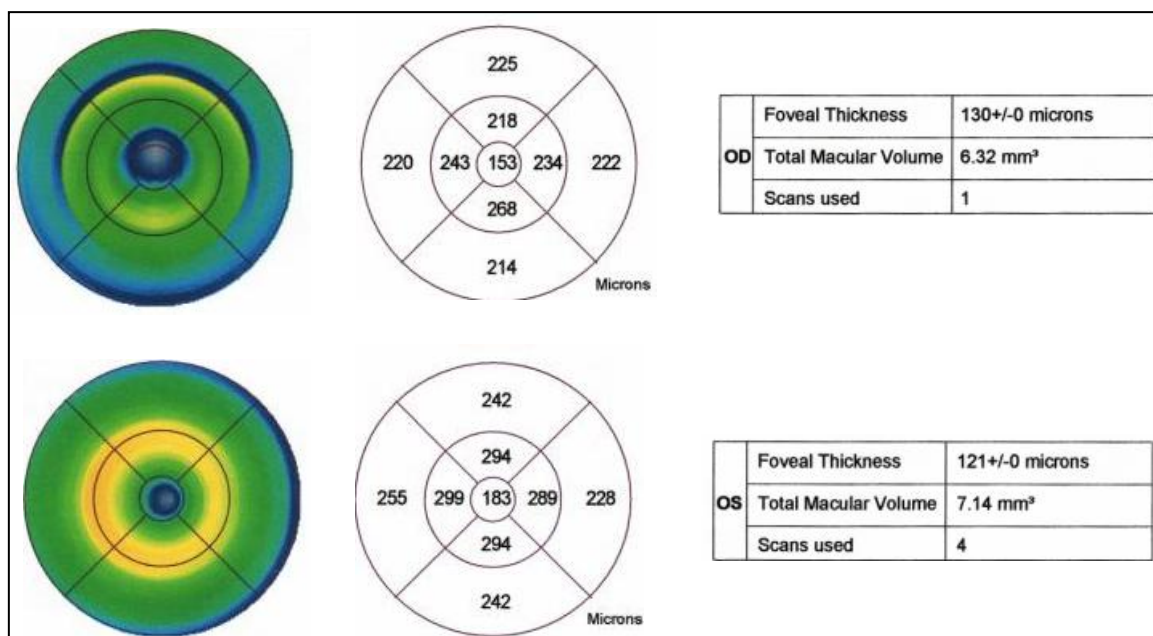 225
218
220 243 153 234 222
268
214
Microns
OD
Foveal Thickness 130+/-0 microns
Total Macular Volume 6.32 mm³
Scans used 1
242
294
255 299 183 289 228
294
242
Microns
OS
Foveal Thickness 121+/-0 microns
Total Macular Volume 7.14 mm³
Scans used 4